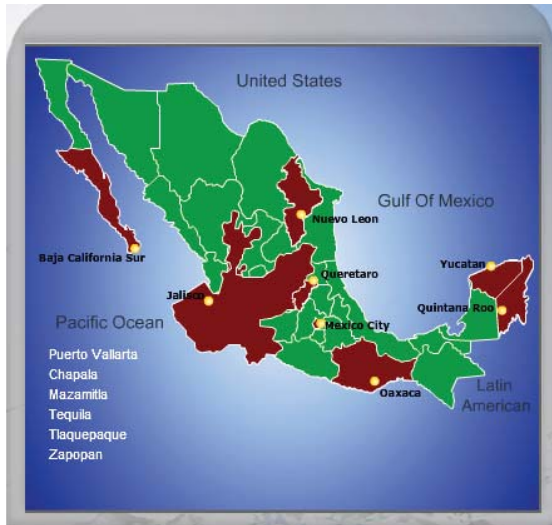 United States
Gulf Of Mexico
Nuevo Leon
Baja California Sur
Queretaro
Yucatan
Jalisco
Quintana Roo
Pacific Ocean
Mexico City
Puerto Vallarta
Chapala
Mazamitla
Tequila
Tlaquepaque
Zapopan
Oaxaca
Latin
American